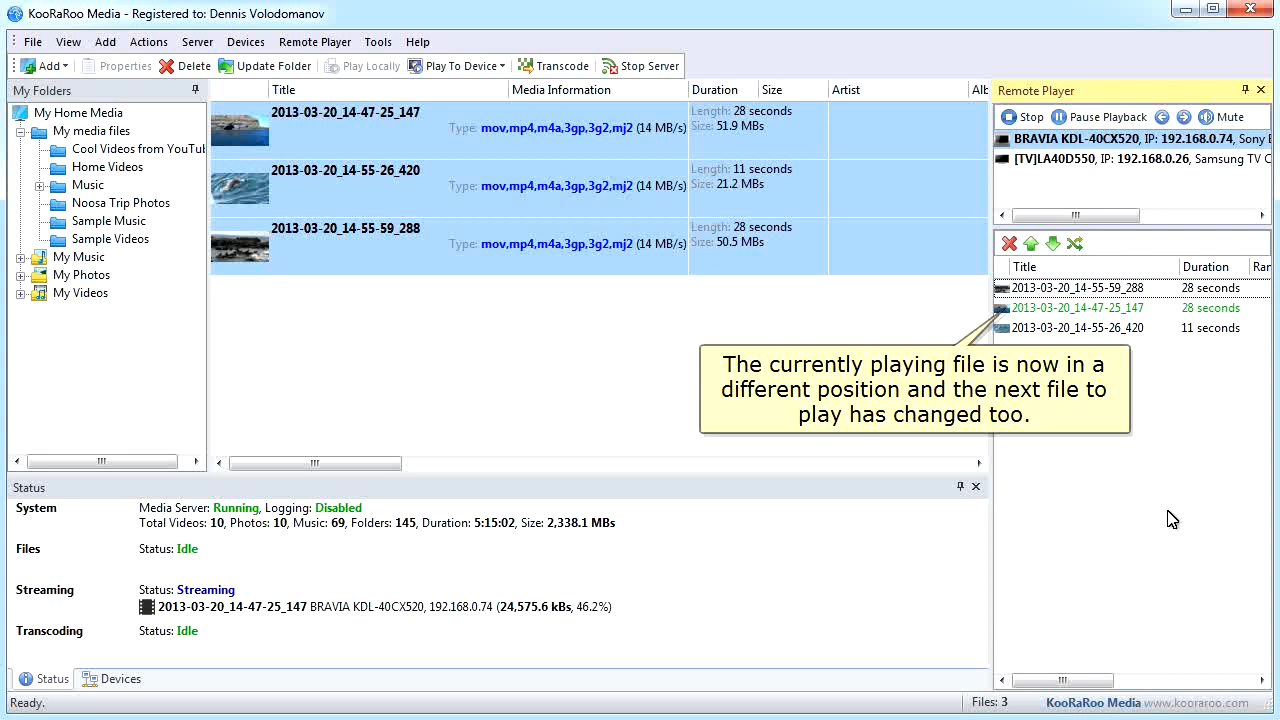 KooRaRoo Media - Registered to: Dennis Volodomanov
File View Add Actions Server Devices Remote Player Tools Help
Add Properties Delete Update Folder Play Locally Play To Device Transcode Stop Server
My Folders
My Home Media
My media files
Cool Videos from YouTub
Home Videos
Music
Noosa Trip Photos
Sample Music
Sample Videos
My Music
My Photos
My Videos
Title Media Information Duration Size Artist Alb
2013-03-20_14-47-25_147 Length: 28 seconds
Type: mov,mp4,m4a,3gp,3g2,mj2 (14 MB/s) Size: 51.9 MBs
2013-03-20_14-55-26_420 Length: 11 seconds
Type: mov,mp4,m4a,3gp,3g2,mj2 (14 MB/s) Size: 21.2 MBs
2013-03-20_14-55-59_288 Length: 28 seconds
Type: mov,mp4,m4a,3gp,3g2,mj2 (14 MB/s) Size: 50.5 MBs
Remote Player
Stop Pause Playback Mute
BRAVIA KDL-40CX520, IP: 192.168.0.74, Sony
[TV]LA40D550, IP: 192.168.0.26, Samsung TV
Title Duration Ran
2013-03-20_14-55-59_288 28 seconds
2013-03-20_14-47-25_147 28 seconds
2013-03-20_14-55-26_420 11 seconds
The currently playing file is now in a
different position and the next file to
play has changed too.
Status
System Media Server: Running, Logging: Disabled
Total Videos: 10, Photos: 10, Music: 69, Folders: 145, Duration: 5:15:02, Size: 2,338.1 MBs
Files Status: Idle
Streaming Status: Streaming
2013-03-20_14-47-25_147 BRAVIA KDL-40CX520, 192.168.0.74 (24,575.6 kBs, 46.2%)
Transcoding Status: Idle
Status Devices
Ready. Files: 3 KooRaRoo Media www.kooraroo.com